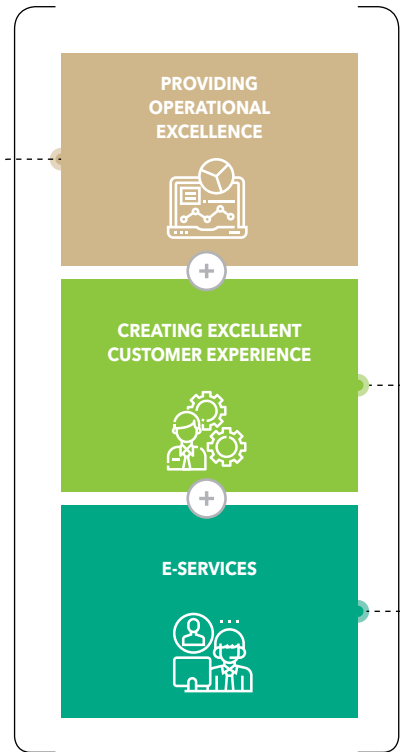 PROVIDING
OPERATIONAL
EXCELLENCE
+
CREATING EXCELLENT
CUSTOMER EXPERIENCE
+
E-SERVICES